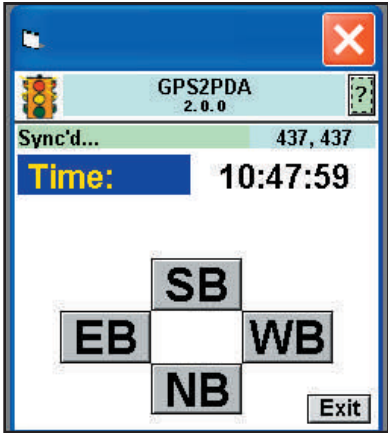 GPS2PDA
2.0.0
?
Sync'd... 437, 437
Time: 10:47:59
SB
EB WB
NB
Exit